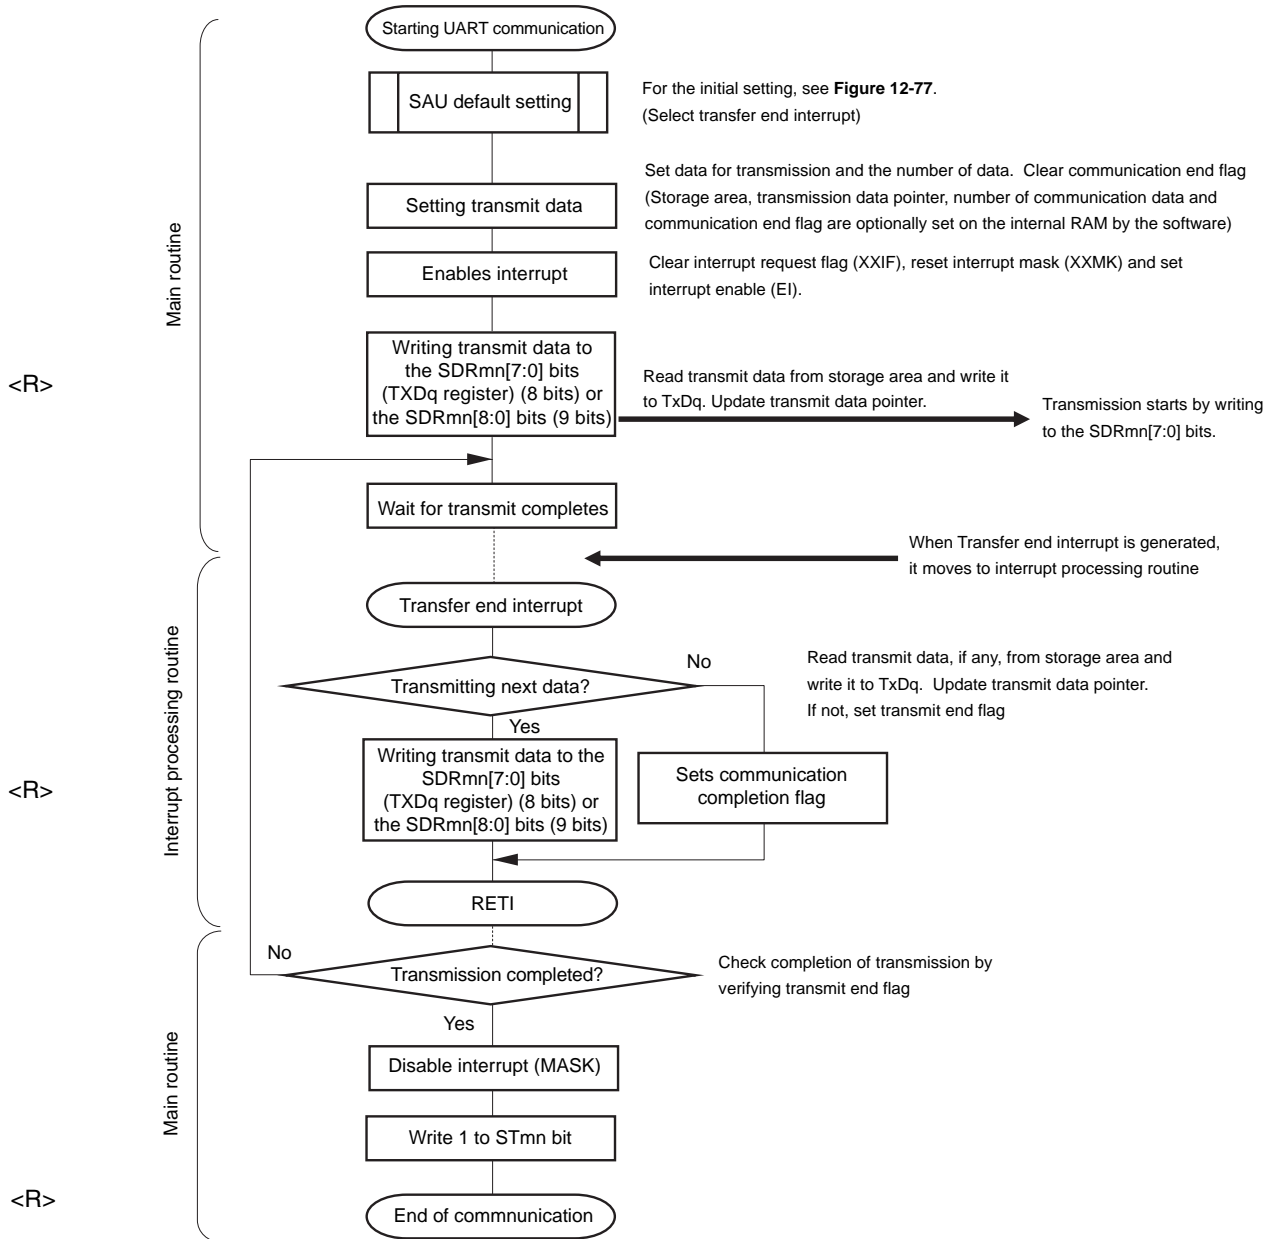 Starting UART communication
SAU default setting
For the initial setting, see Figure 12-77.
(Select transfer end interrupt)
Set data for transmission and the number of data.  Clear communication end flag
(Storage area, transmission data pointer, number of communication data and
communication end flag are optionally set on the internal RAM by the software)
Setting transmit data
Main routine
Enables interrupt
Clear interrupt request flag (XXIF), reset interrupt mask (XXMK) and set
interrupt enable (EI).
<R>
Writing transmit data to
the SDRmn[7:0] bits
(TXDq register) (8 bits) or
the SDRmn[8:0] bits (9 bits)
Read transmit data from storage area and write it
to TxDq. Update transmit data pointer.
Transmission starts by writing
to the SDRmn[7:0] bits.
Wait for transmit completes
When Transfer end interrupt is generated,
it moves to interrupt processing routine
Transfer end interrupt
Interrupt processing routine
Transmitting next data?
No
Yes
Read transmit data, if any, from storage area and
write it to TxDq.  Update transmit data pointer.
If not, set transmit end flag
<R>
Writing transmit data to the
SDRmn[7:0] bits
(TXDq register) (8 bits) or
the SDRmn[8:0] bits (9 bits)
Sets communication
completion flag
RETI
No
Transmission completed?
Check completion of transmission by
verifying transmit end flag
Yes
Main routine
Disable interrupt (MASK)
Write 1 to STmn bit
<R>
End of commnunication